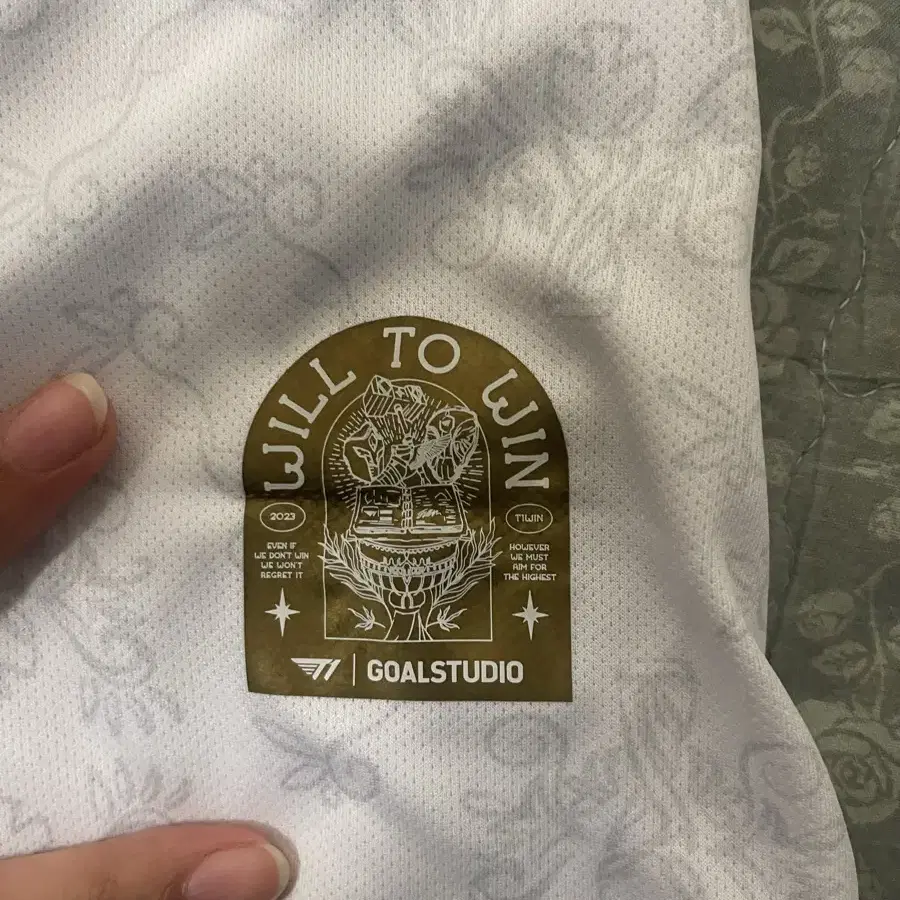 WILL TO WIN
2023
T1WIN
EVEN IF
WE DON'T WIN
WE WON'T
REGRET IT
HOWEVER
WE MUST
AIM FOR
THE HIGHEST
T1 | GOALSTUDIO